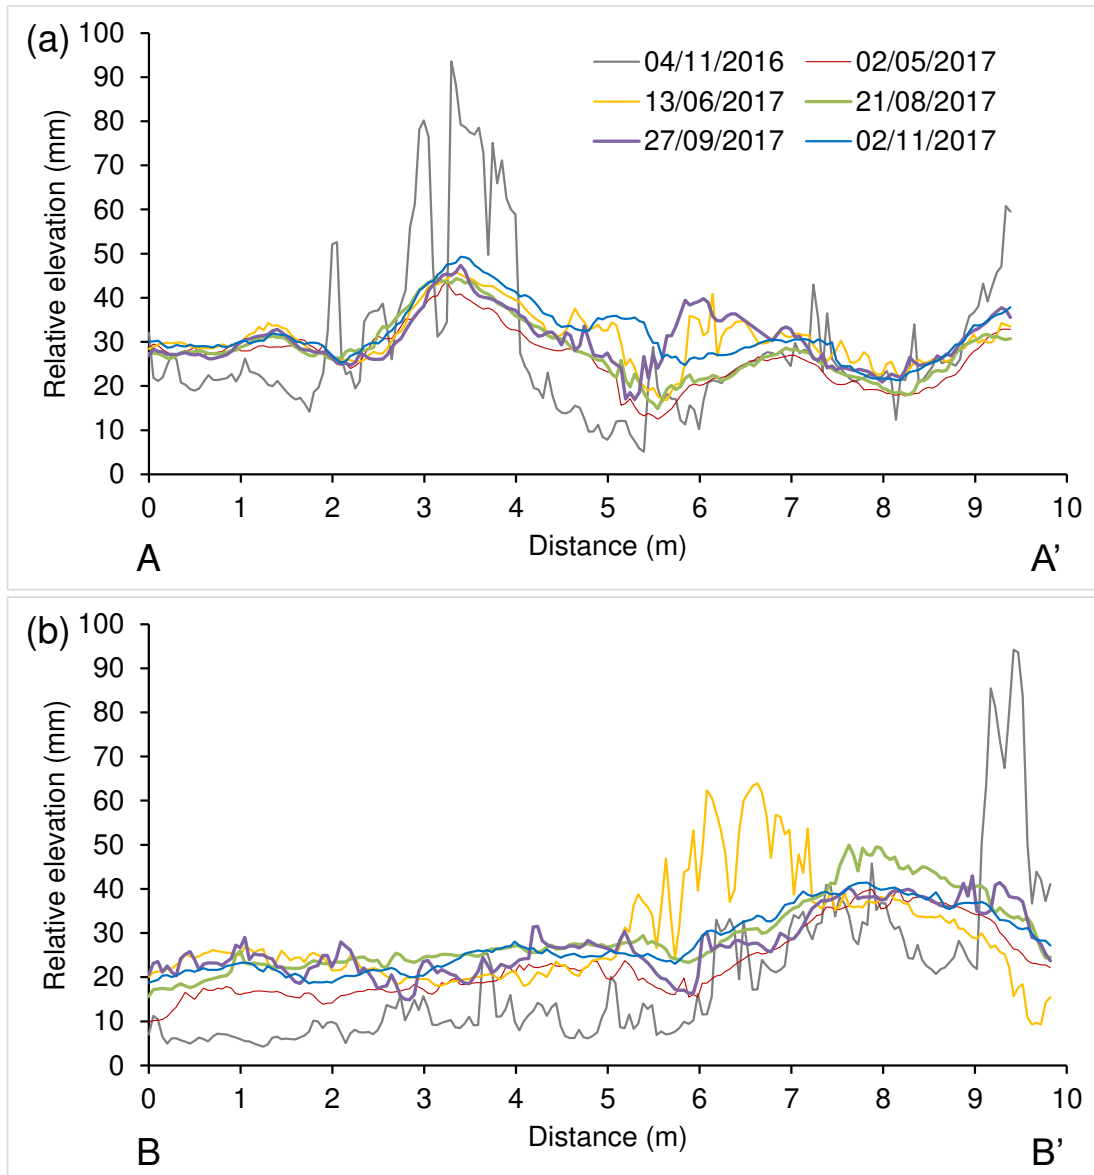 (a)
100
90
80
70
60
50
40
30
20
10
0
Relative elevation (mm)
04/11/2016 02/05/2017
13/06/2017 21/08/2017
27/09/2017 02/11/2017
0 1 2 3 4 5 6 7 8 9 10
Distance (m)
A A’
(b)
100
90
80
70
60
50
40
30
20
10
0
Relative elevation (mm)
0 1 2 3 4 5 6 7 8 9 10
Distance (m)
B B’